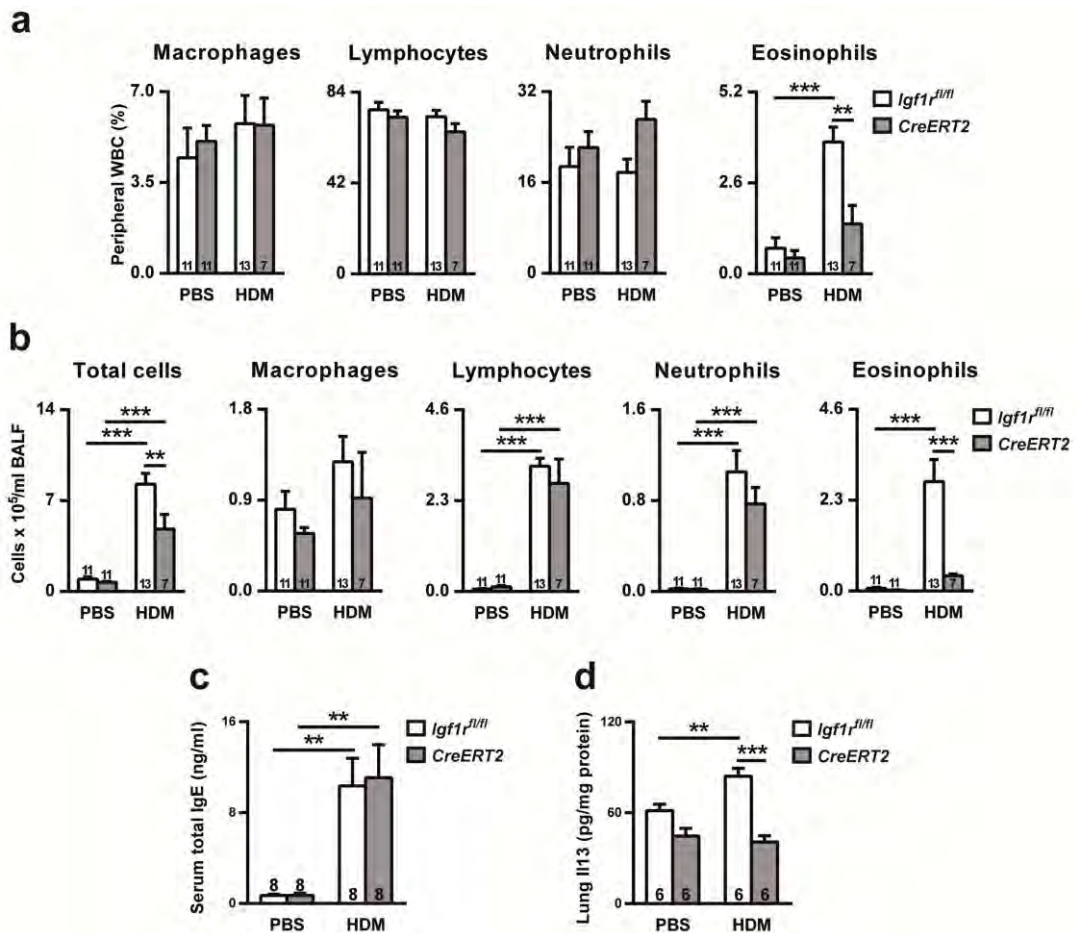 a
Macrophages
Lymphocytes
Neutrophils
Eosinophils
Peripheral WBC (%)
7.0
3.5
0.0
11 11 13 7
PBS HDM
84
42
0
11 11 13 7
PBS HDM
32
16
0
11 11 13 7
PBS HDM
5.2
2.6
0.0
***
**
11 11 13 7
PBS HDM
Igf1r^fl/fl
CreERT2
b
Total cells
Macrophages
Lymphocytes
Neutrophils
Eosinophils
Cells x 10⁵/ml BALF
14
7
0
***
***
**
11 11 13 7
PBS HDM
1.8
0.9
0.0
11 11 13 7
PBS HDM
4.6
2.3
0.0
***
***
11 11 13 7
PBS HDM
1.6
0.8
0.0
***
***
11 11 13 7
PBS HDM
4.6
2.3
0.0
***
***
11 11 13 7
PBS HDM
Igf1r^fl/fl
CreERT2
c
Serum total IgE (ng/ml)
16
8
0
**
**
8 8 8 8
PBS HDM
Igf1r^fl/fl
CreERT2
d
Lung Il13 (pg/mg protein)
120
60
0
**
***
6 6 6 6
PBS HDM
Igf1r^fl/fl
CreERT2